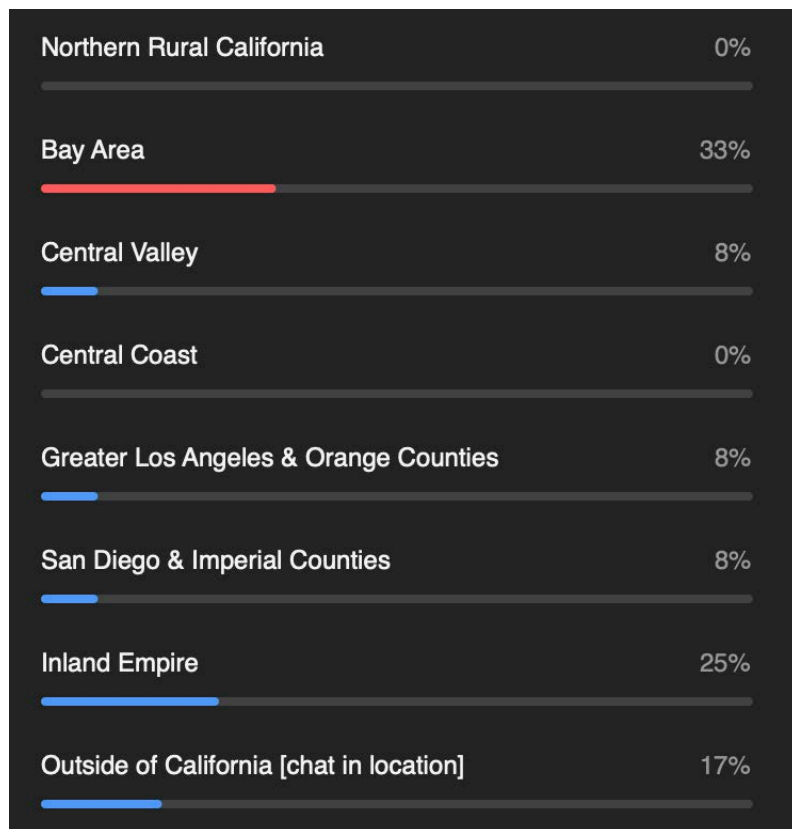 Northern Rural California 0%
Bay Area 33%
Central Valley 8%
Central Coast 0%
Greater Los Angeles & Orange Counties 8%
San Diego & Imperial Counties 8%
Inland Empire 25%
Outside of California [chat in location] 17%